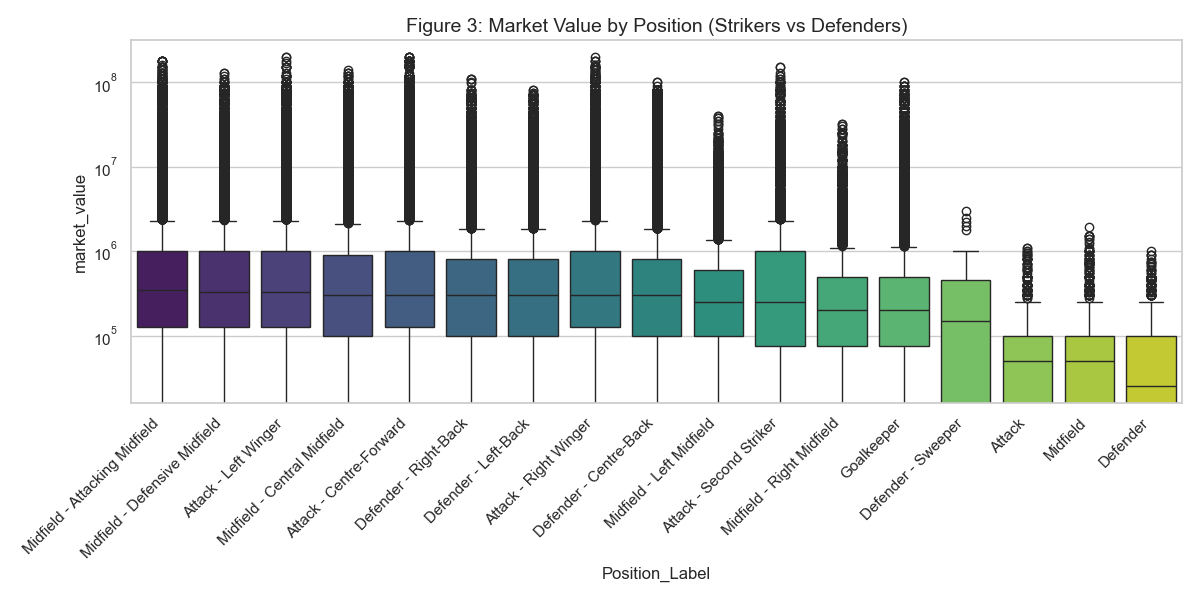 Figure 3: Market Value by Position (Strikers vs Defenders)
market_value
10^8
10^7
10^6
10^5
Midfield - Attacking Midfield
Midfield - Defensive Midfield
Attack - Left Winger
Midfield - Central Midfield
Attack - Centre-Forward
Defender - Right-Back
Defender - Left-Back
Attack - Right Winger
Defender - Centre-Back
Midfield - Left Midfield
Attack - Second Striker
Midfield - Right Midfield
Goalkeeper
Defender - Sweeper
Attack
Midfield
Defender
Position_Label